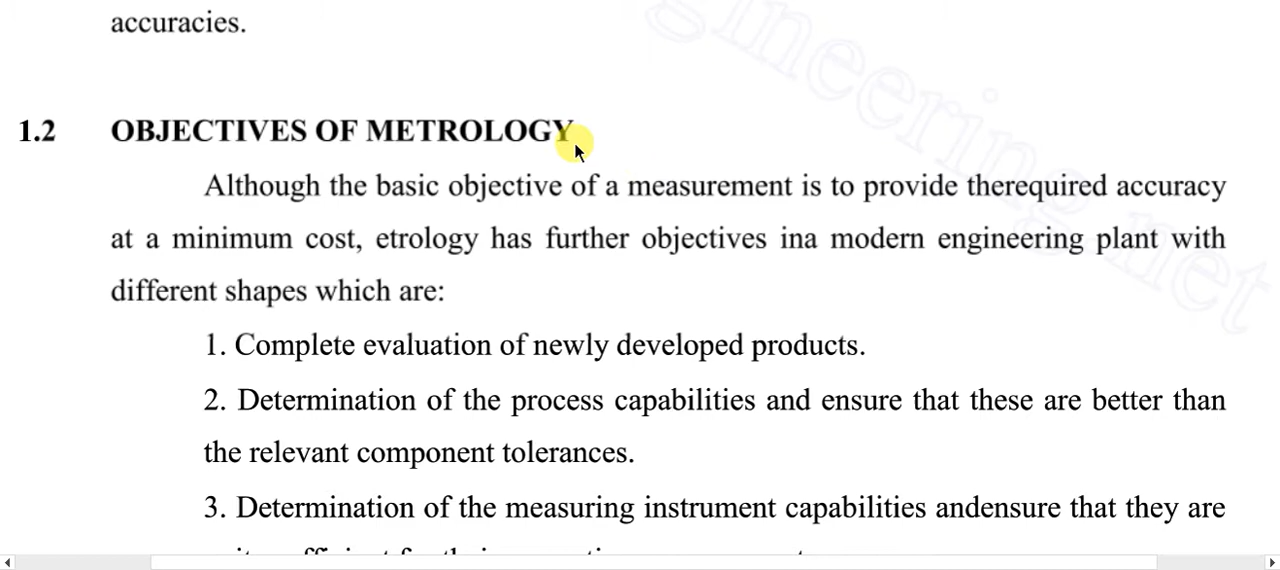 accuracies.
1.2 OBJECTIVES OF METROLOGY
Although the basic objective of a measurement is to provide therequired accuracy
at a minimum cost, etrology has further objectives ina modern engineering plant with
different shapes which are:
1. Complete evaluation of newly developed products.
2. Determination of the process capabilities and ensure that these are better than
the relevant component tolerances.
3. Determination of the measuring instrument capabilities andensure that they are